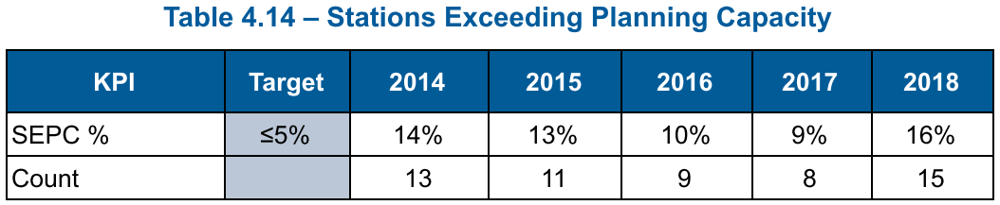 Table 4.14 – Stations Exceeding Planning Capacity
KPI Target 2014 2015 2016 2017 2018
SEPC % ≤5% 14% 13% 10% 9% 16%
Count 13 11 9 8 15